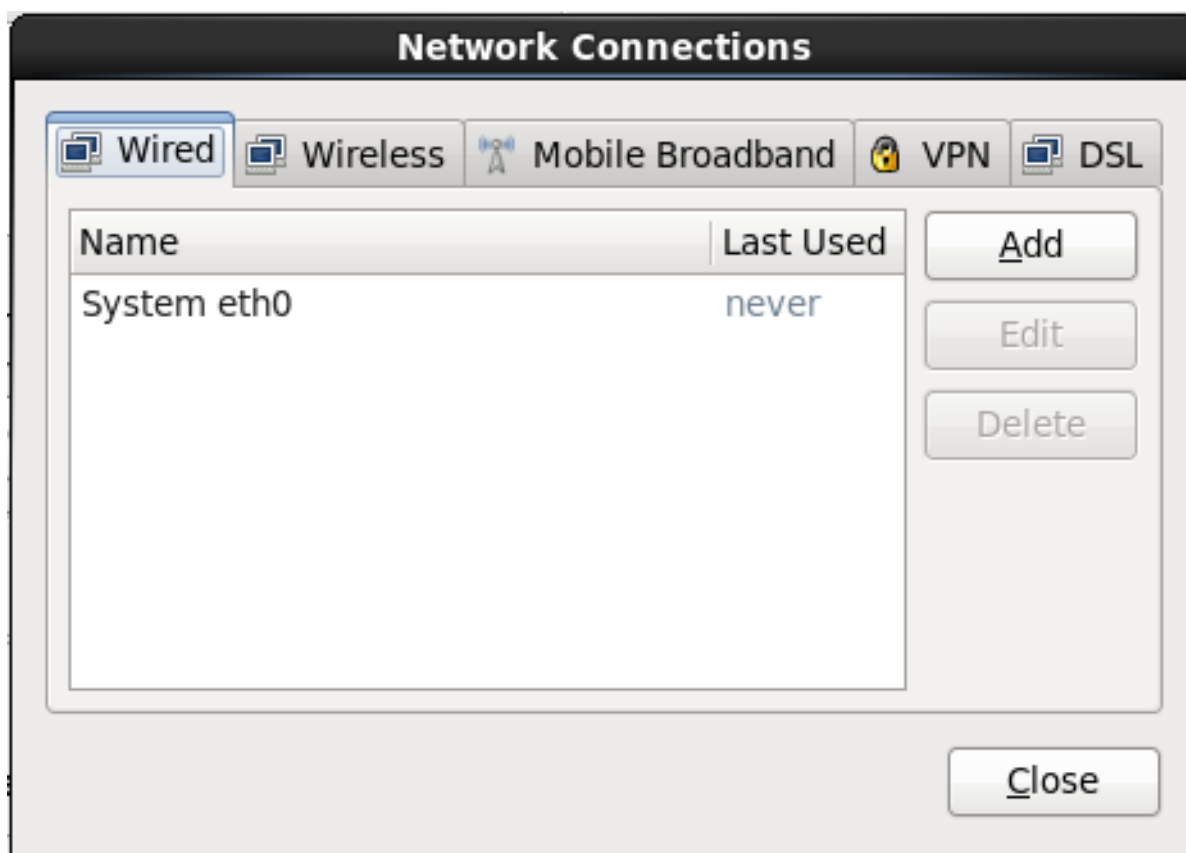 Network Connections
Wired Wireless Mobile Broadband VPN DSL
Name Last Used Add
System eth0 never Edit
Delete
Close